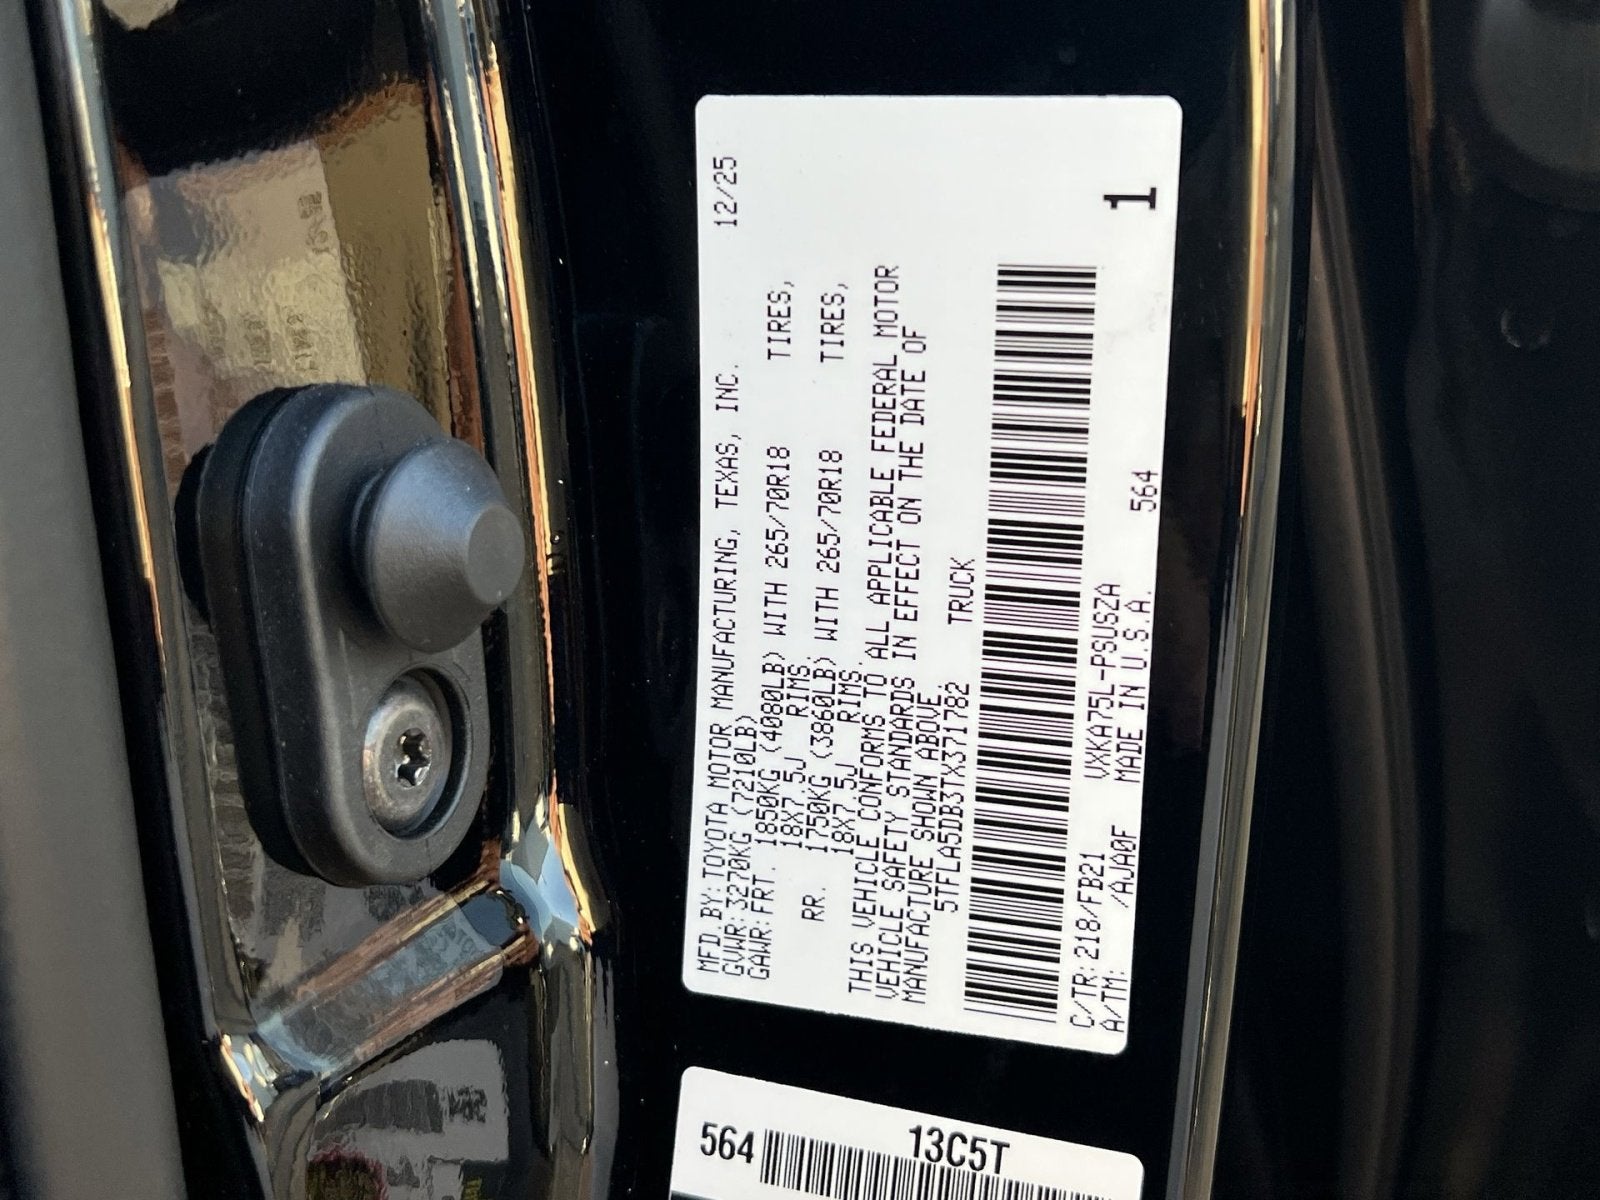 MFD.BY:TOYOTA MOTOR MANUFACTURING, TEXAS, INC. 12/25
GVWR:3270KG (7210LB)
GAWR:FRT. 1850KG (4080LB) WITH 265/70R18 TIRES,
18X7.5J RIMS.
RR. 1750KG (3860LB) WITH 265/70R18 TIRES,
18X7.5J RIMS.
THIS VEHICLE CONFORMS TO ALL APPLICABLE FEDERAL MOTOR
VEHICLE SAFETY STANDARDS IN EFFECT ON THE DATE OF
MANUFACTURE SHOWN ABOVE.
5TFLA5DB3TX371782 TRUCK
1
C/TR:218/FB21 VXKA75L-PSUSZA
A/TM: /AJA0F MADE IN U.S.A. 564
564 13C5T